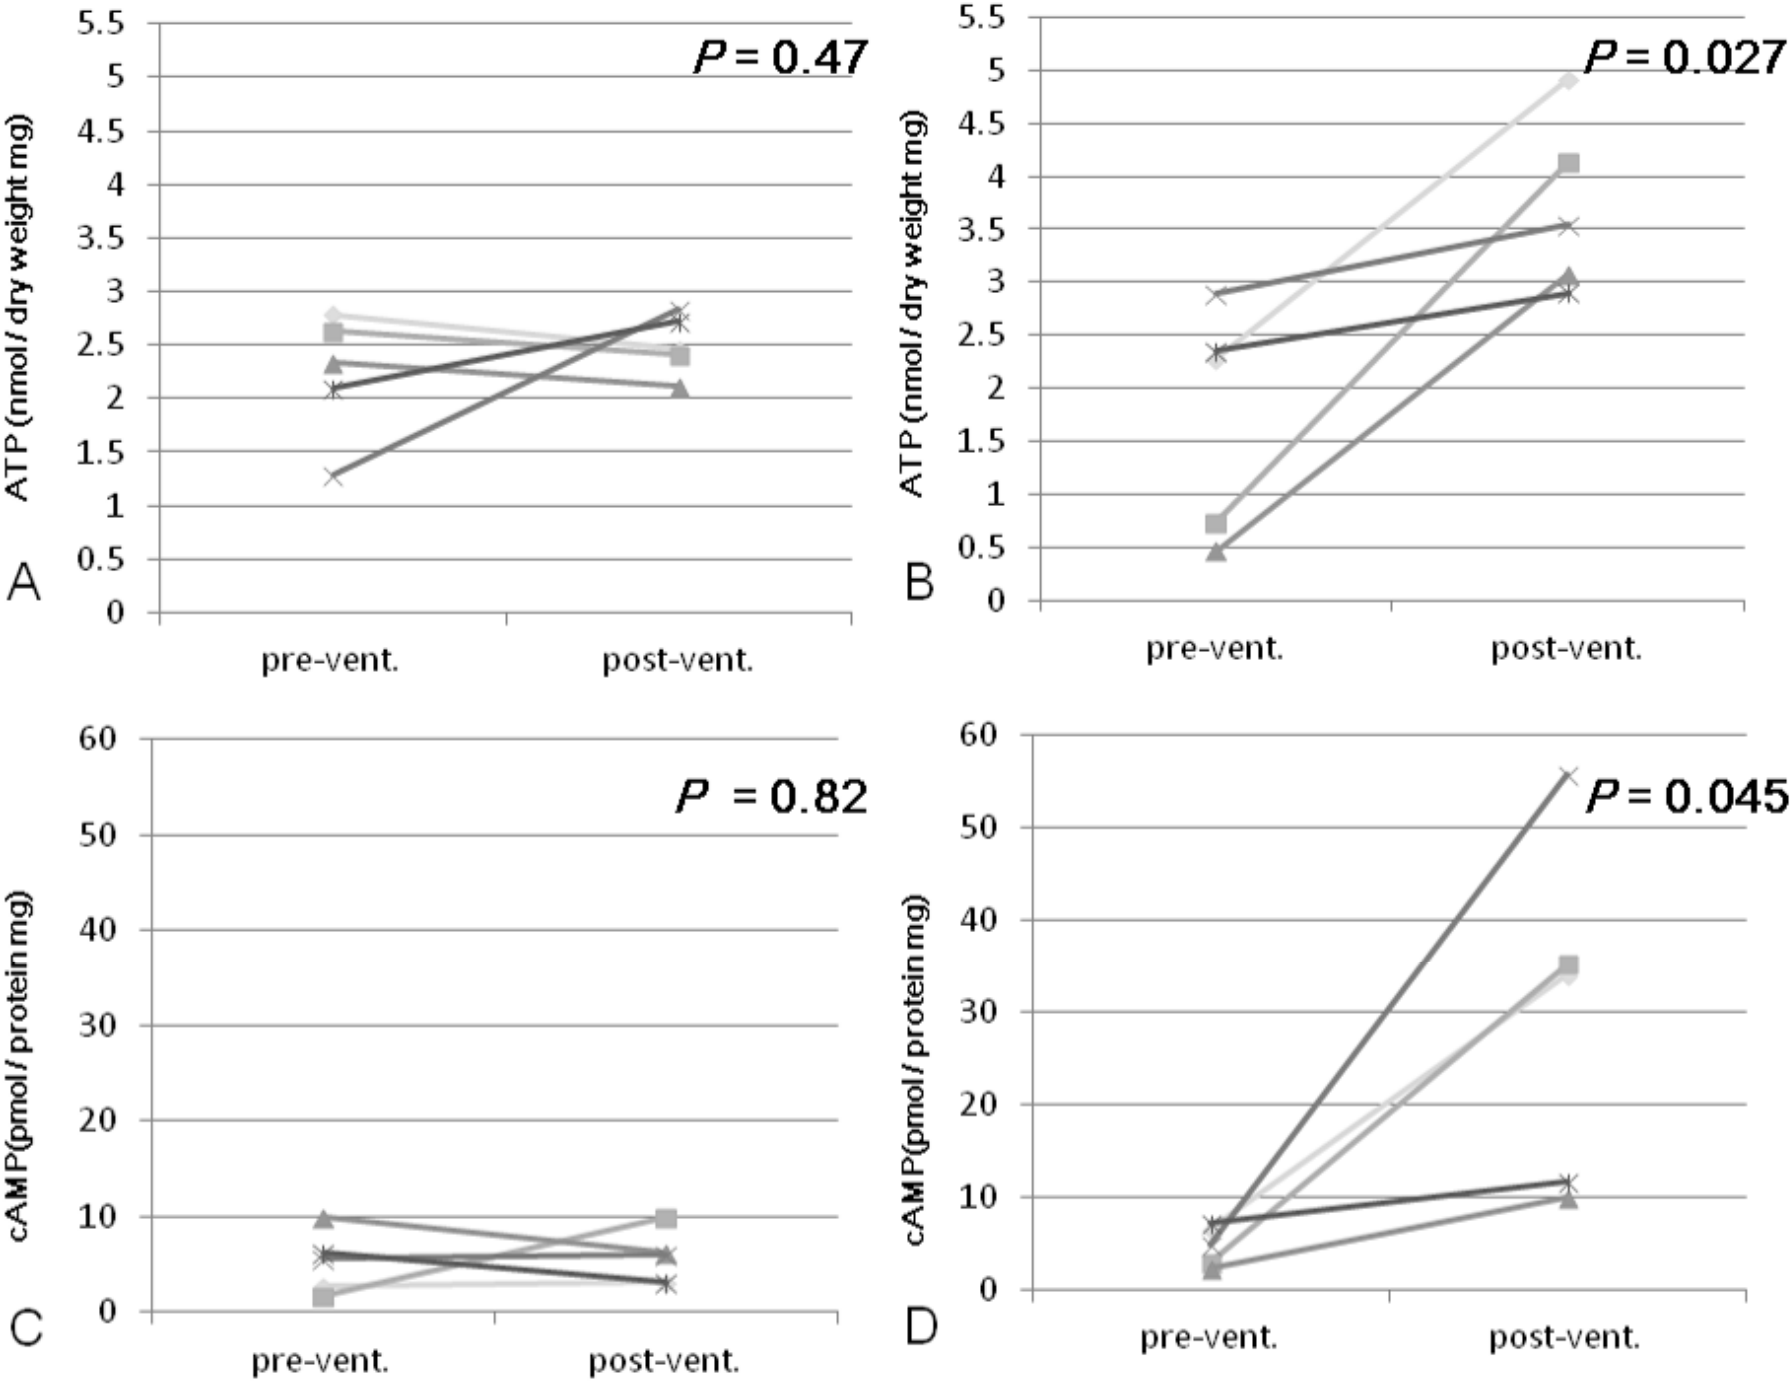 5.5
5
4.5
4
3.5
3
2.5
2
1.5
1
0.5
0
ATP (nmol / dry weight mg)
P = 0.47
A
pre-vent.
post-vent.
5.5
5
4.5
4
3.5
3
2.5
2
1.5
1
0.5
0
ATP (nmol / dry weight mg)
P = 0.027
B
pre-vent.
post-vent.
60
50
40
30
20
10
0
cAMP(pmol / protein mg)
P = 0.82
C
pre-vent.
post-vent.
60
50
40
30
20
10
0
cAMP(pmol / protein mg)
P = 0.045
D
pre-vent.
post-vent.